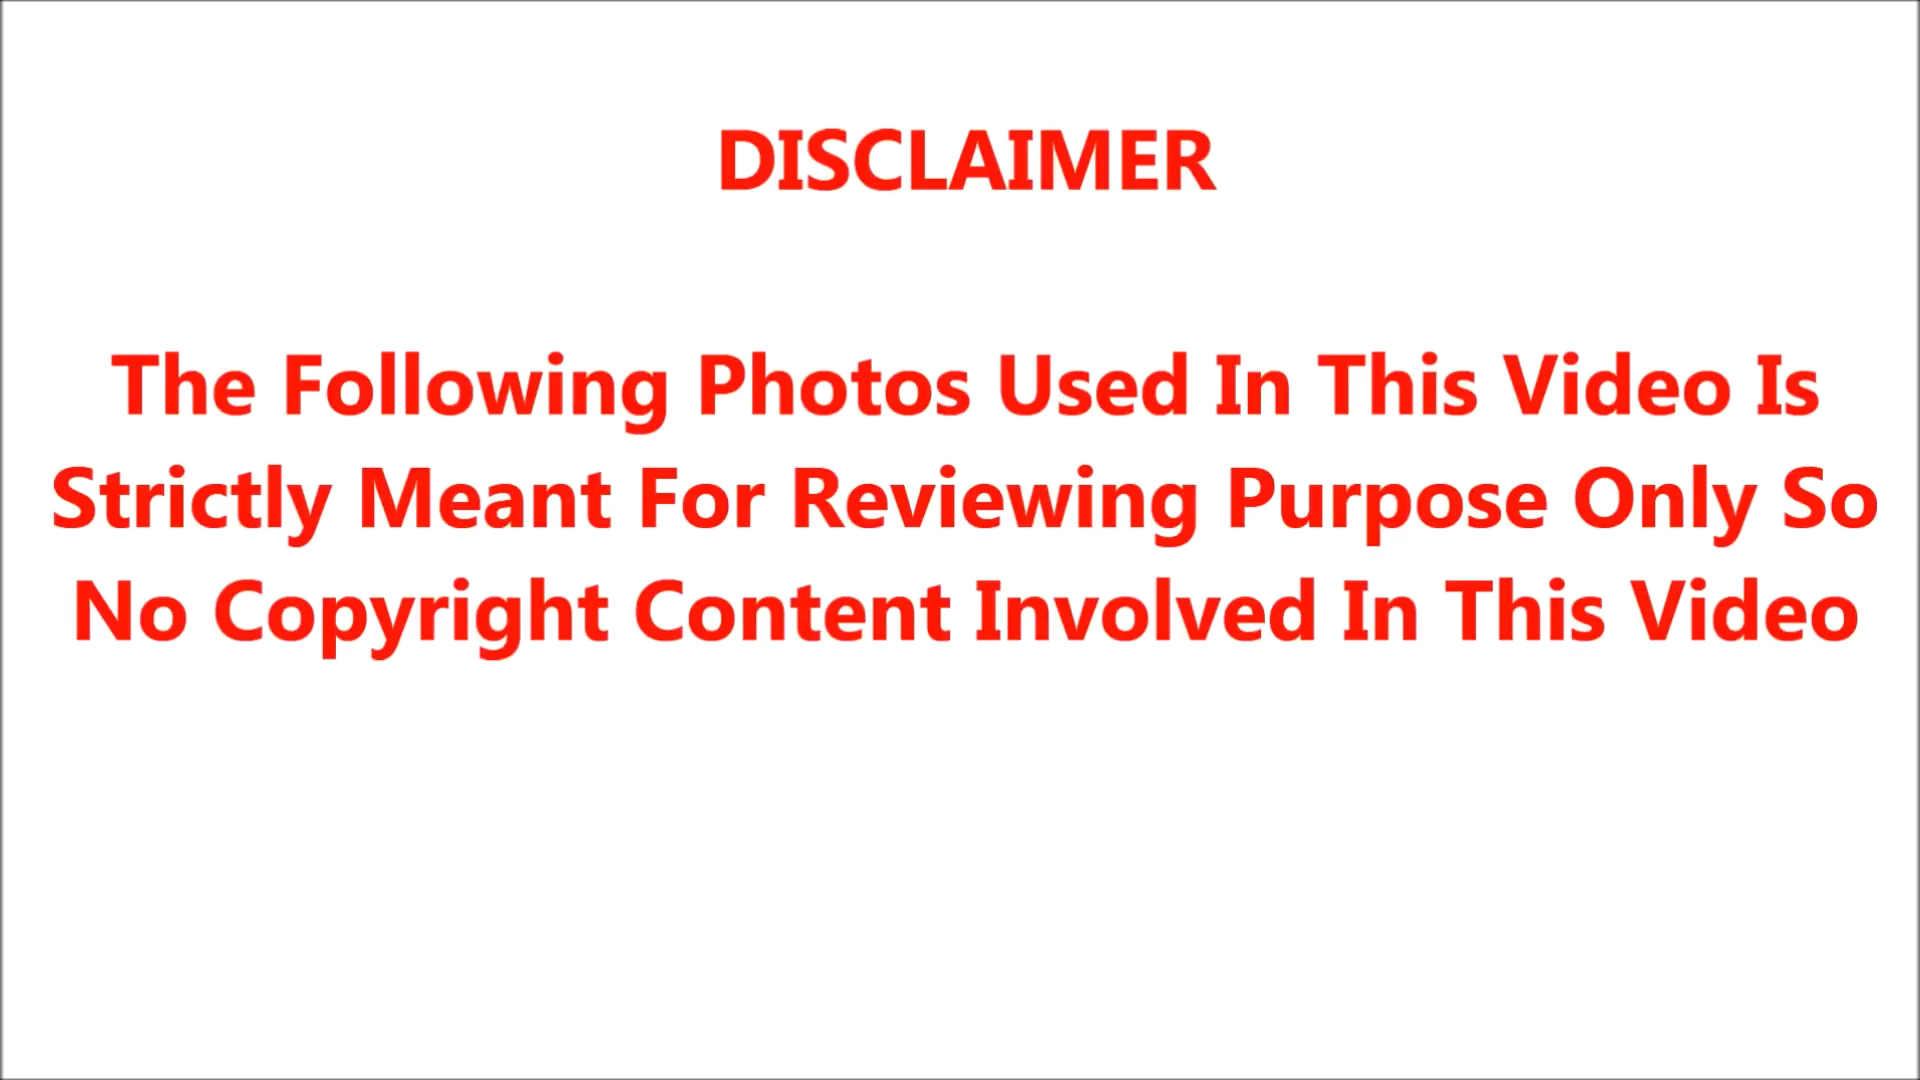 DISCLAIMER
The Following Photos Used In This Video Is
Strictly Meant For Reviewing Purpose Only So
No Copyright Content Involved In This Video